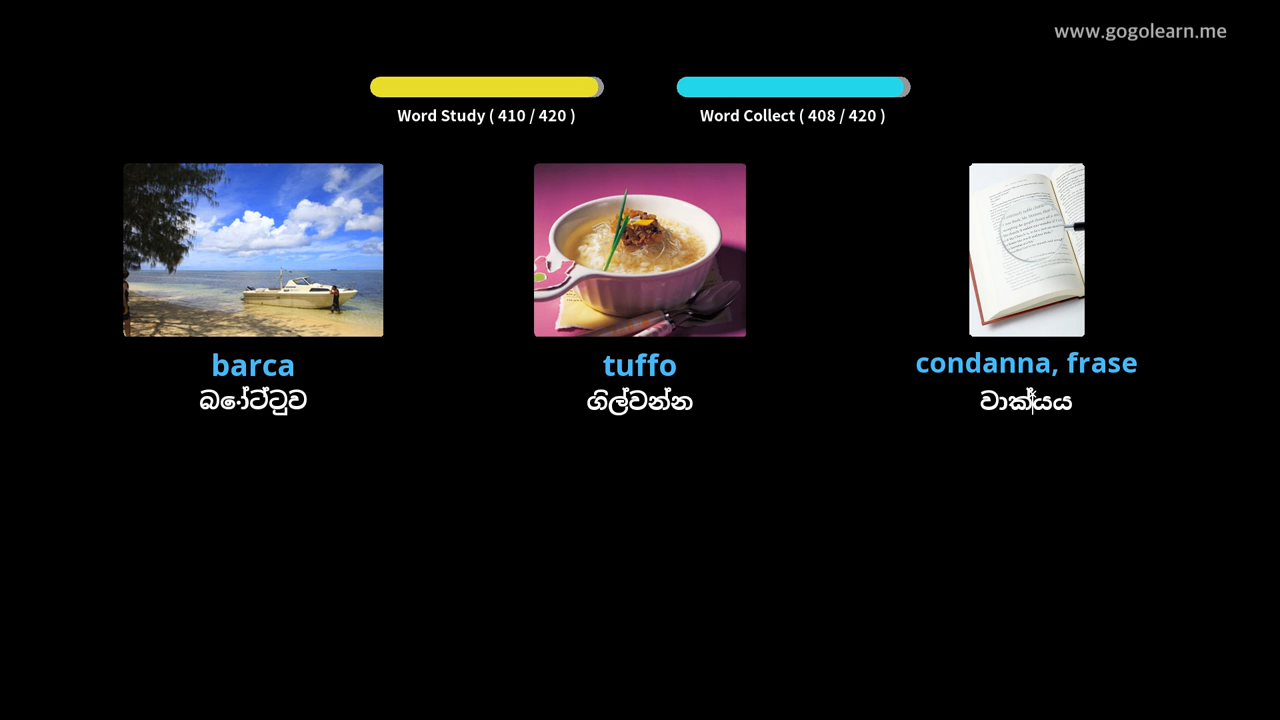 www.gogolearn.me
Word Study ( 410 / 420 )
Word Collect ( 408 / 420 )
barca
බෝට්ටුව
tuffo
ගිල්වන්න
condanna, frase
වාක්‍යය